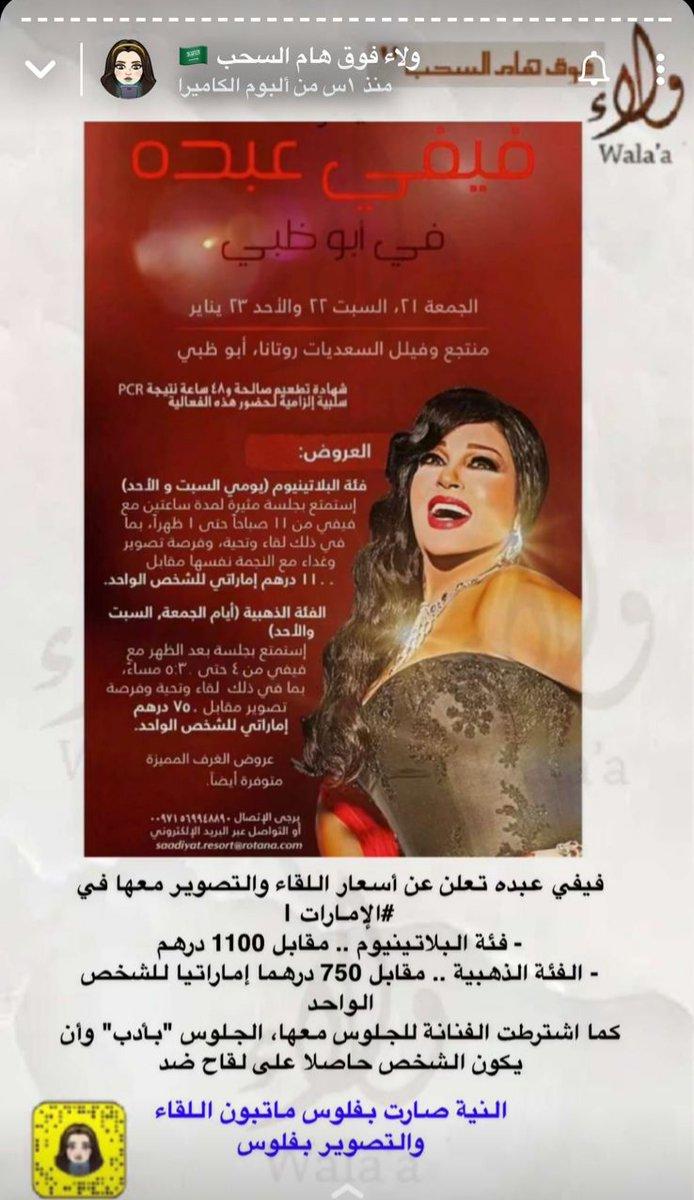 ولاء فوق هام السحب 🇸🇦
منذ ١س من ألبوم الكاميرا
فوق هام السحب
ولاء
Wala'a
فيفي عبده
في أبو ظبي
الجمعة ٢١، السبت ٢٢ والأحد ٢٣ يناير
منتجع وفيلل السعديات روتانا، أبو ظبي
شهادة تطعيم صالحة و٤٨ ساعة نتيجة PCR
سلبية إلزامية لحضور هذه الفعالية
العروض:
فئة البلاتينيوم (يومي السبت و الأحد)
إستمتع بجلسة مثيرة لمدة ساعتين مع
فيفي من ١١ صباحاً حتى ١ ظهراً، بما
في ذلك لقاء وتحية، وفرصة تصوير
وغداء مع النجمة نفسها مقابل
١١٠٠ درهم إماراتي للشخص الواحد.
الفئة الذهبية (أيام الجمعة, السبت
والأحد)
إستمتع بجلسة بعد الظهر مع
فيفي من ٤ حتى ٥:٣٠ مساءً،
بما في ذلك لقاء وتحية وفرصة
تصوير مقابل ٧٥٠ درهم
إماراتي للشخص الواحد.
عروض الغرف المميزة
متوفرة أيضاً.
يرجى الإتصال ٠٠٩٧١٥٦٩٩٤٨٨٩٠
أو التواصل عبر البريد الإلكتروني
saadiyat.resort@rotana.com
فيفي عبده تعلن عن أسعار اللقاء والتصوير معها في
#الإمارات |
- فئة البلاتينيوم .. مقابل 1100 درهم
- الفئة الذهبية .. مقابل 750 درهما إماراتيا للشخص
الواحد
كما اشترطت الفنانة للجلوس معها، الجلوس "بأدب" وأن
يكون الشخص حاصلا على لقاح ضد
النية صارت بفلوس ماتبون اللقاء
والتصوير بفلوس
Wala'a